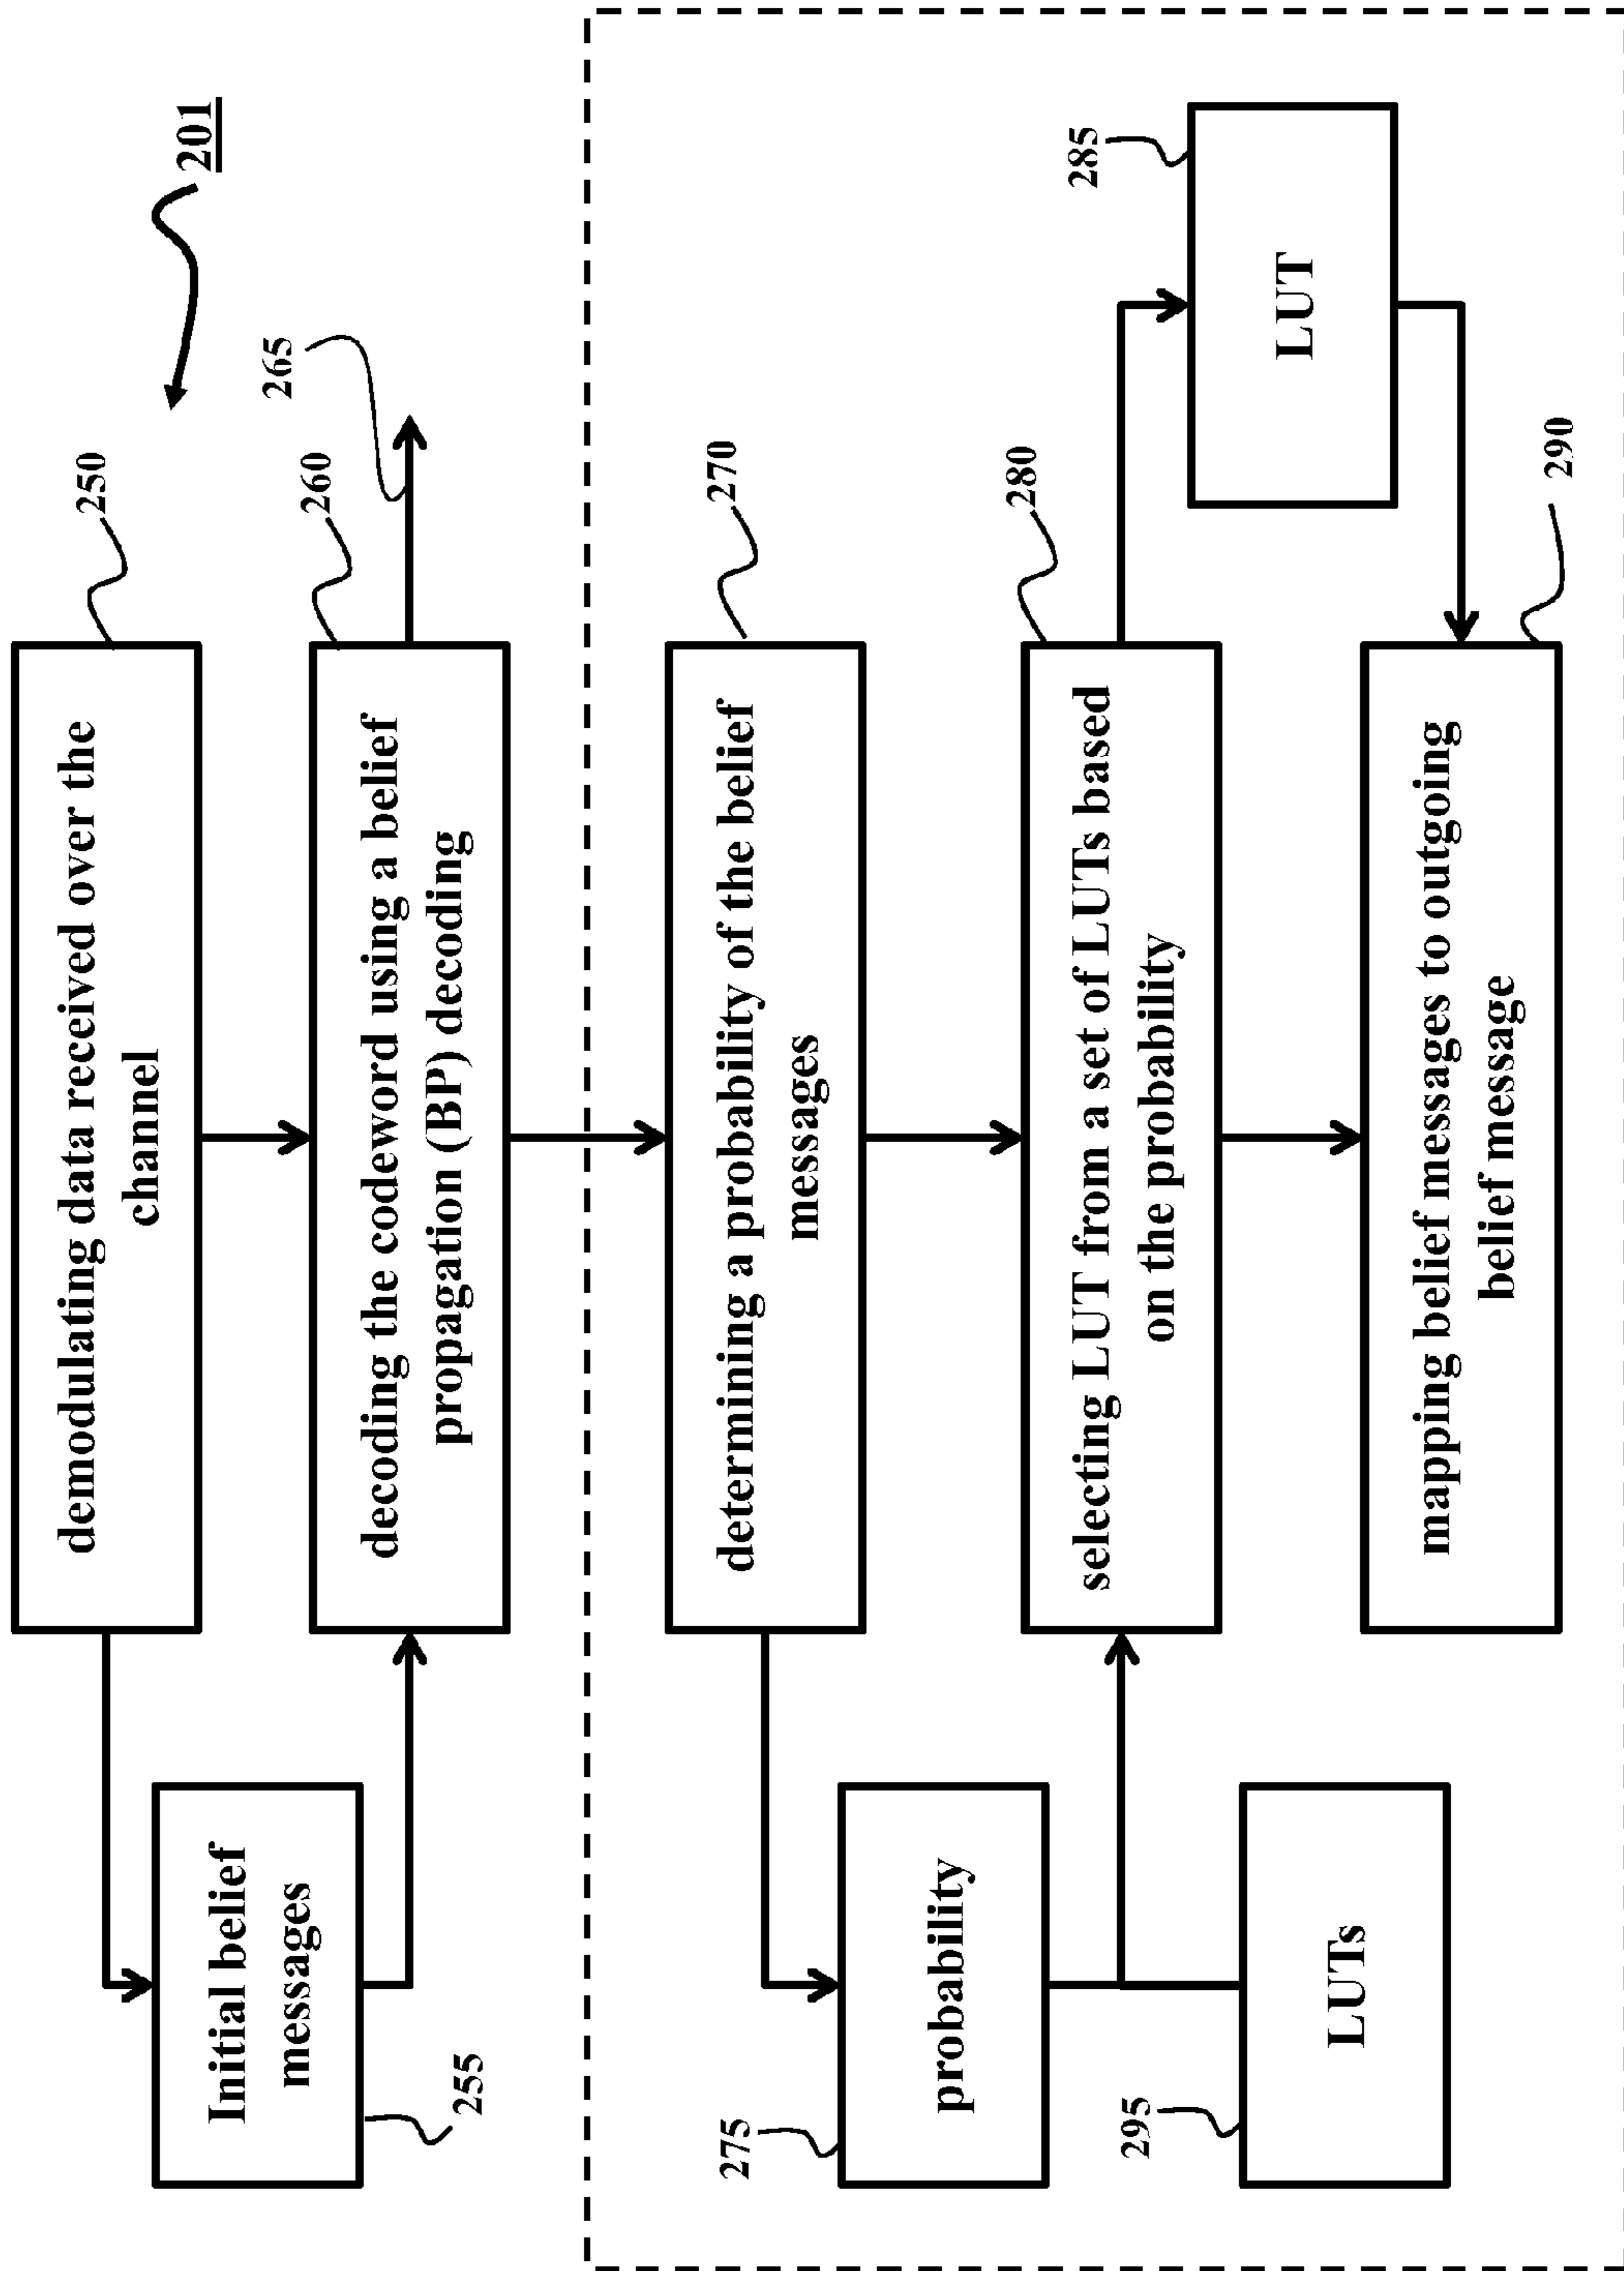 201
250
demodulating data received over the
channel
Initial belief
messages
255
260
265
decoding the codeword using a belief
propagation (BP) decoding
270
determining a probability of the belief
messages
275
probability
280
selecting LUT from a set of LUTs based
on the probability
285
LUT
295
LUTs
290
mapping belief messages to outgoing
belief message